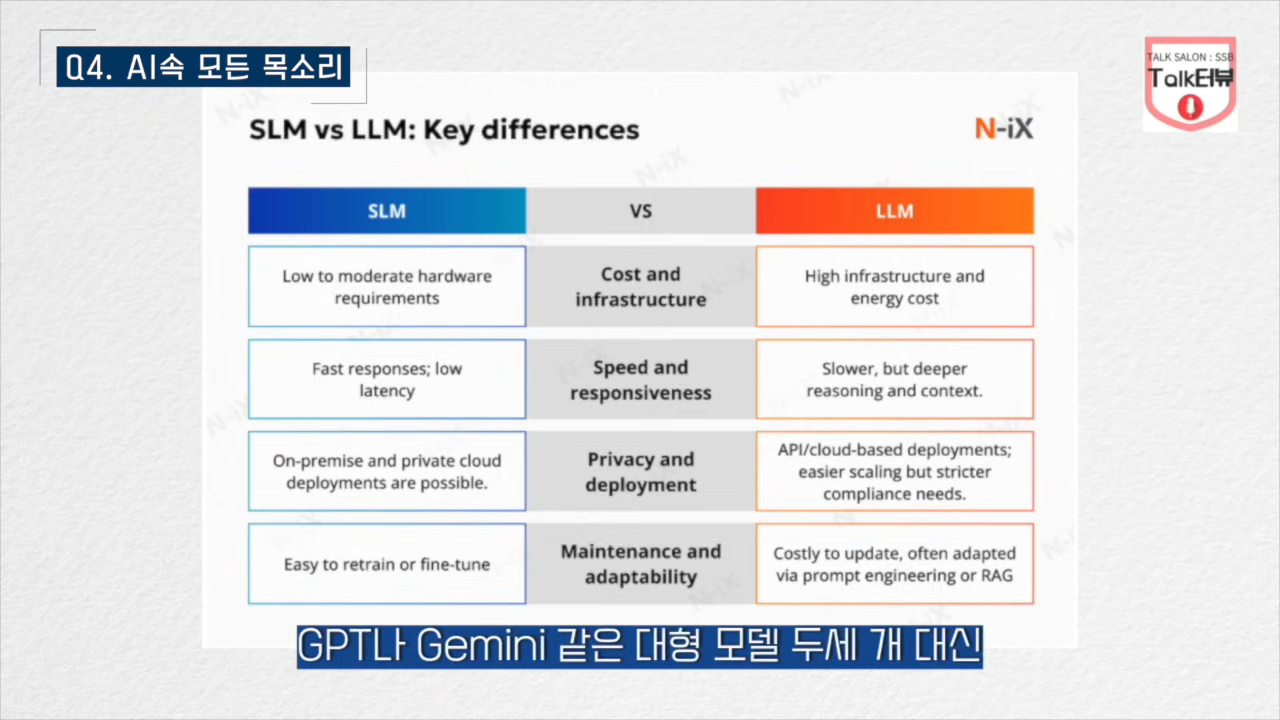 Q4. AI속 모든 목소리
TALK SALON : SSB
Talk터뷰
SLM vs LLM: Key differences
N-iX
SLM
VS
LLM
Low to moderate hardware
requirements
Cost and
infrastructure
High infrastructure and
energy cost
Fast responses; low
latency
Speed and
responsiveness
Slower, but deeper
reasoning and context.
On-premise and private cloud
deployments are possible.
Privacy and
deployment
API/cloud-based deployments;
easier scaling but stricter
compliance needs.
Easy to retrain or fine-tune
Maintenance and
adaptability
Costly to update, often adapted
via prompt engineering or RAG
GPT나 Gemini 같은 대형 모델 두세 개 대신